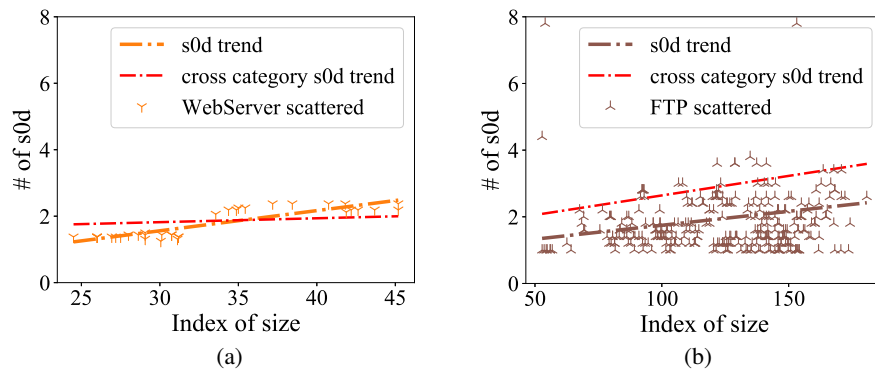 8
6
4
2
0
# of s0d
s0d trend
cross category s0d trend
WebServer scattered
25
30
35
40
45
Index of size
(a)
8
6
4
2
0
# of s0d
s0d trend
cross category s0d trend
FTP scattered
50
100
150
Index of size
(b)